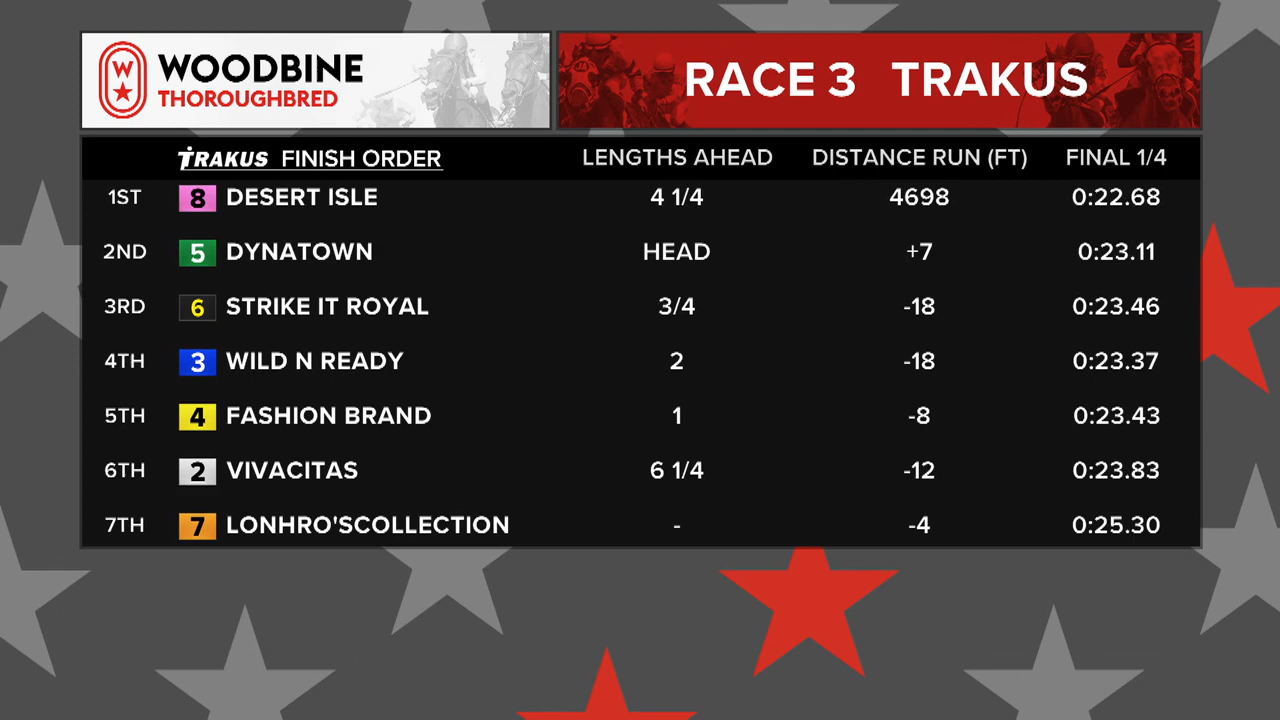 W WOODBINE
THOROUGHBRED
RACE 3 TRAKUS
TRAKUS FINISH ORDER LENGTHS AHEAD DISTANCE RUN (FT) FINAL 1/4
1ST 8 DESERT ISLE 4 1/4 4698 0:22.68
2ND 5 DYNATOWN HEAD +7 0:23.11
3RD 6 STRIKE IT ROYAL 3/4 -18 0:23.46
4TH 3 WILD N READY 2 -18 0:23.37
5TH 4 FASHION BRAND 1 -8 0:23.43
6TH 2 VIVACITAS 6 1/4 -12 0:23.83
7TH 7 LONHRO'SCOLLECTION - -4 0:25.30